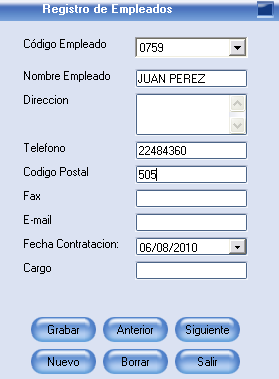 Registro de Empleados
Código Empleado 0759
Nombre Empleado JUAN PEREZ
Direccion
Telefono 22484360
Codigo Postal 505
Fax
E-mail
Fecha Contratacion: 06/08/2010
Cargo
Grabar Anterior Siguiente
Nuevo Borrar Salir